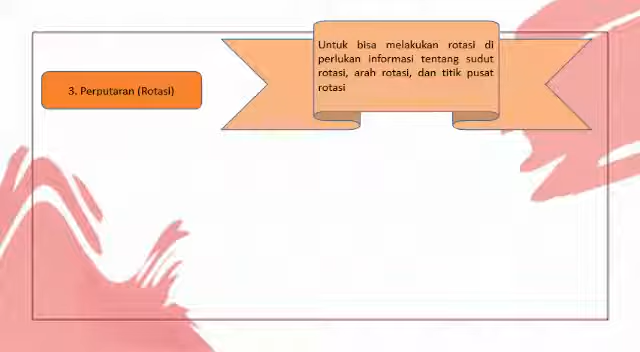 Untuk bisa melakukan rotasi di
perlukan informasi tentang sudut
rotasi, arah rotasi, dan titik pusat
rotasi
3. Perputaran (Rotasi)